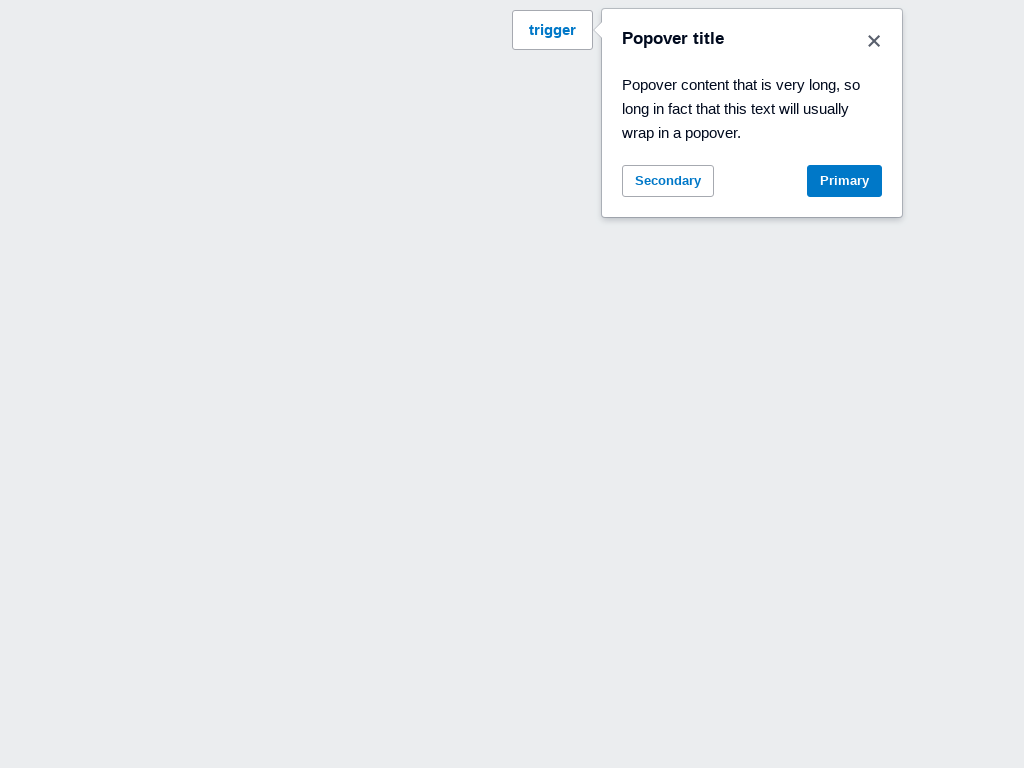 trigger
Popover title
Popover content that is very long, so
long in fact that this text will usually
wrap in a popover.
Secondary
Primary